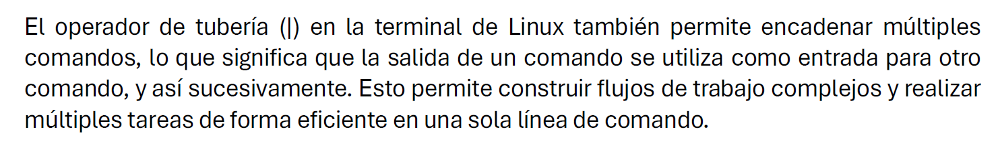 El operador de tubería (|) en la terminal de Linux también permite encadenar múltiples
comandos, lo que significa que la salida de un comando se utiliza como entrada para otro
comando, y así sucesivamente. Esto permite construir flujos de trabajo complejos y realizar
múltiples tareas de forma eficiente en una sola línea de comando.